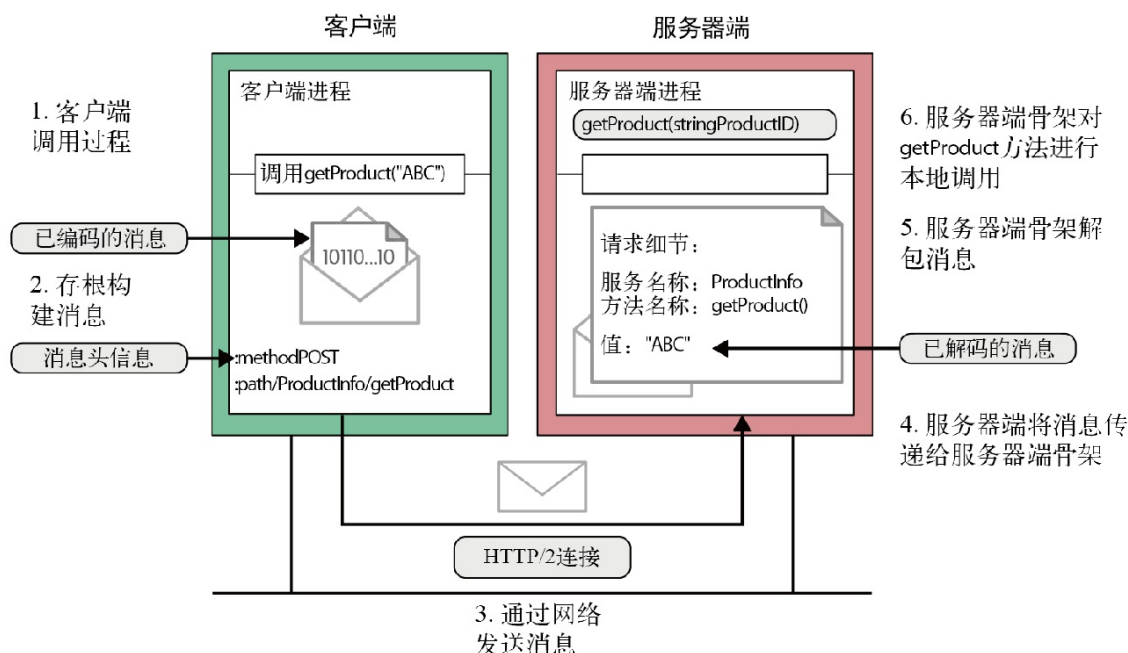 客户端
服务器端
1. 客户端
调用过程
客户端进程
调用getProduct("ABC")
已编码的消息
10110...10
2. 存根构
建消息
消息头信息
:methodPOST
:path/ProductInfo/getProduct
服务器端进程
getProduct(stringProductID)
请求细节:
服务名称: ProductInfo
方法名称: getProduct()
值: "ABC"
6. 服务器端骨架对
getProduct方法进行
本地调用
5. 服务器端骨架解
包消息
已解码的消息
4. 服务器端将消息传
递给服务器端骨架
HTTP/2连接
3. 通过网络
发送消息